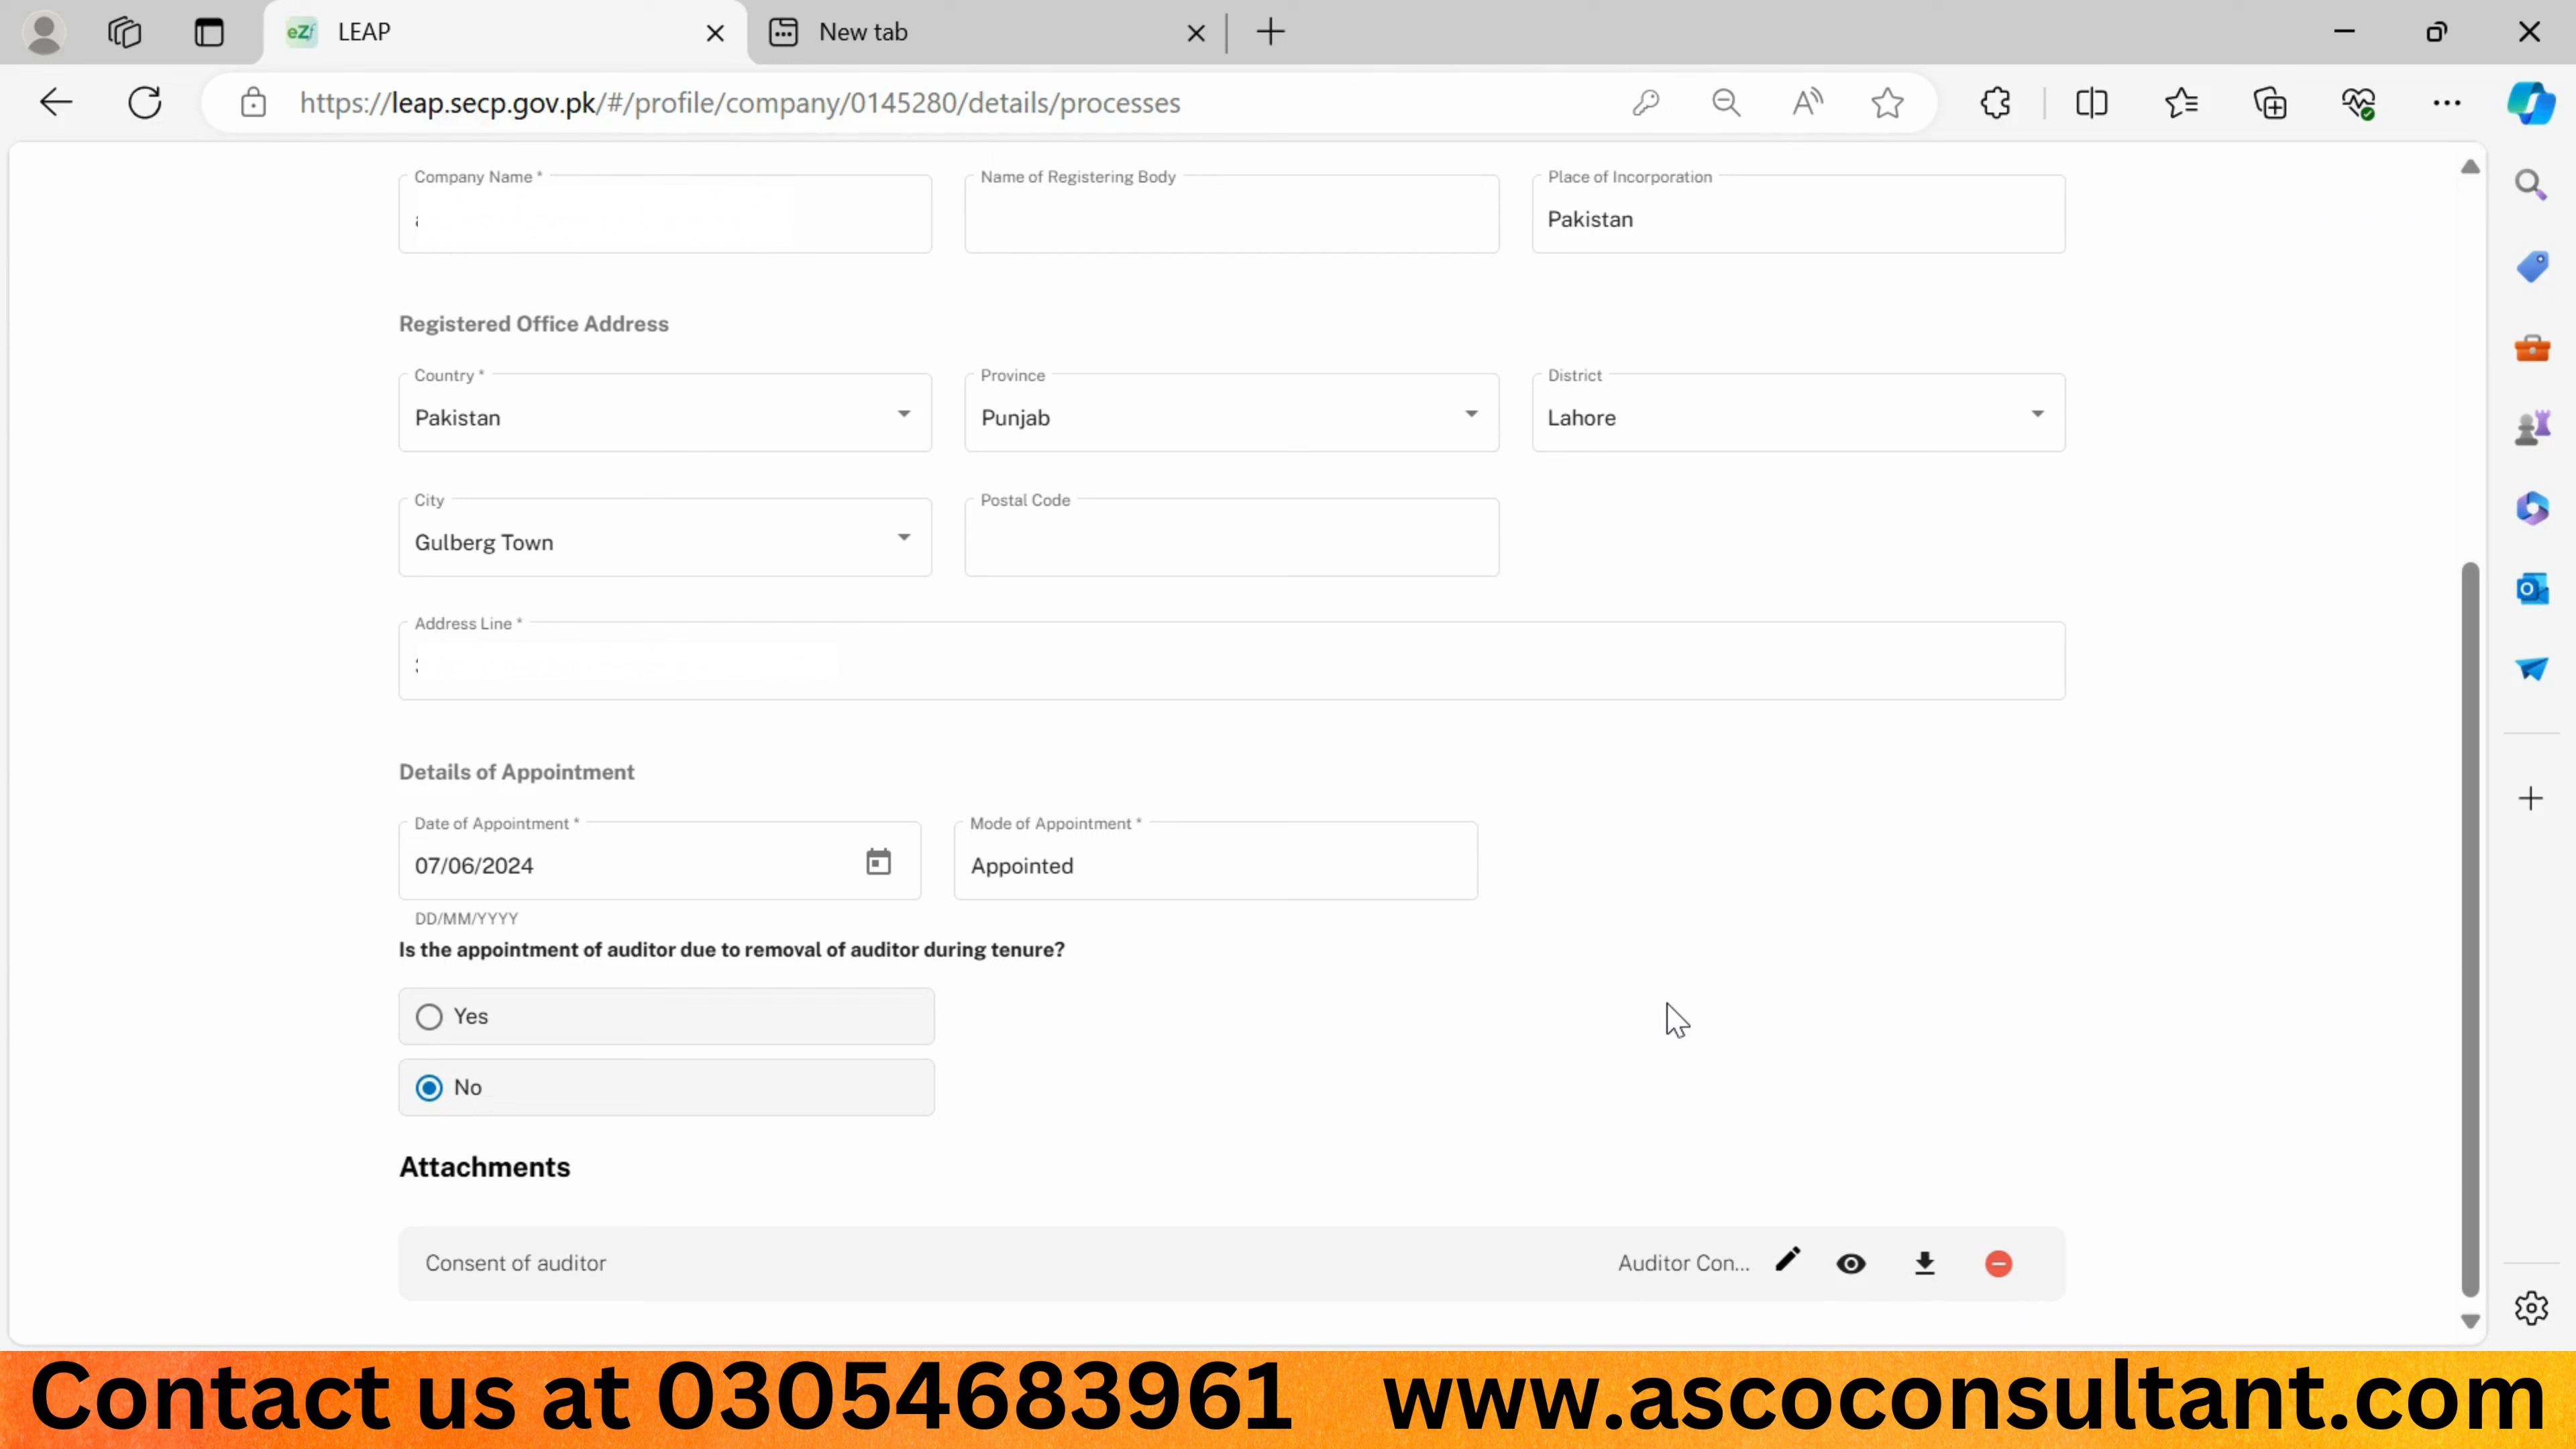 LEAP
New tab
https://leap.secp.gov.pk/#/profile/company/0145280/details/processes
Company Name *
Name of Registering Body
Place of Incorporation
Pakistan
Registered Office Address
Country *
Province
District
Pakistan
Punjab
Lahore
City
Postal Code
Gulberg Town
Address Line *
Details of Appointment
Date of Appointment *
Mode of Appointment *
07/06/2024
Appointed
DD/MM/YYYY
Is the appointment of auditor due to removal of auditor during tenure?
Yes
No
Attachments
Consent of auditor
Auditor Con...
Contact us at 03054683961
www.ascoconsultant.com